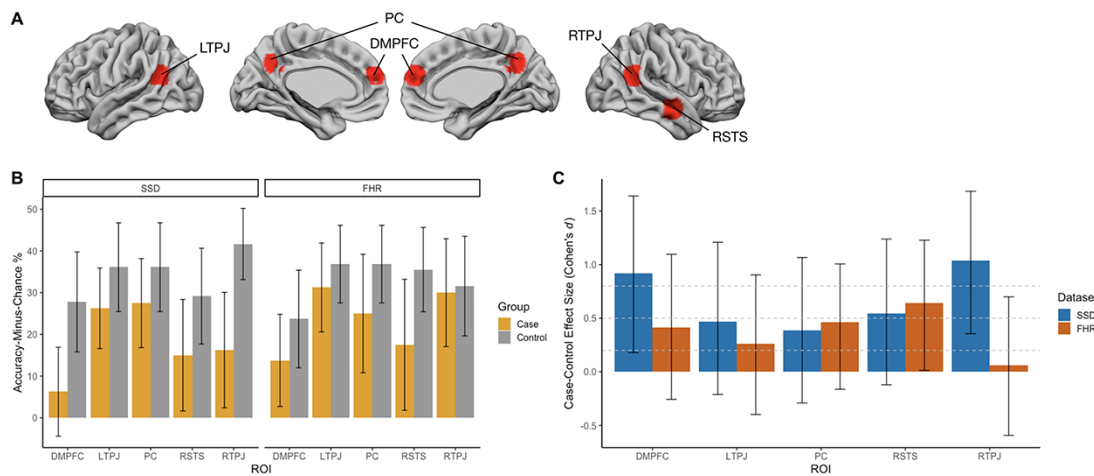 A
PC
LTPJ
DMPFC
RTPJ
RSTS
B
SSD
FHR
50
40
30
20
10
0
Accuracy-Minus-Chance %
DMPFC LTPJ PC RSTS RTPJ
DMPFC LTPJ PC RSTS RTPJ
ROI
Group
Case
Control
C
1.5
1.0
0.5
0.0
-0.5
Case-Control Effect Size (Cohen's d)
DMPFC LTPJ PC RSTS RTPJ
ROI
Datase
SSD
FHR